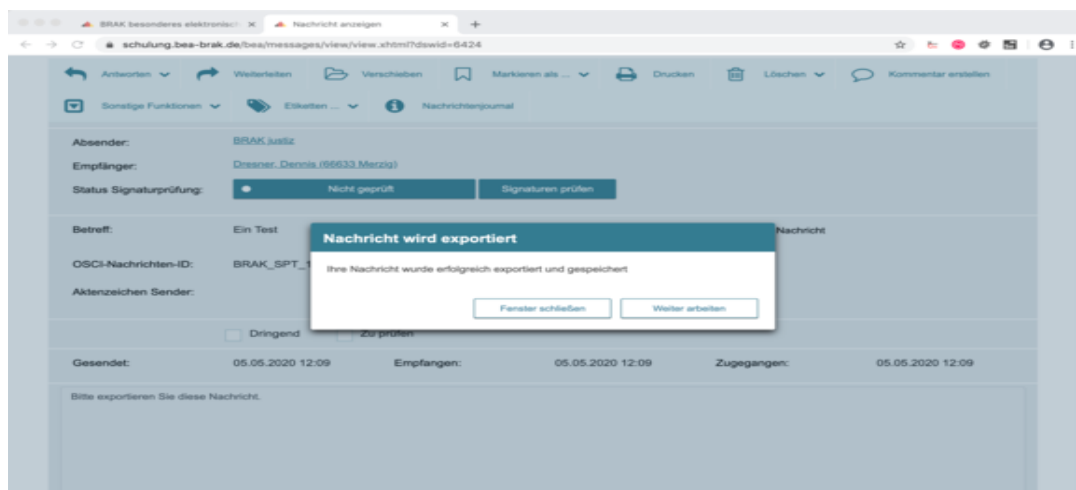 BRAK besonderes elektronisch
Nachricht anzeigen
schulung.bea-brak.de/bea/messages/view/view.xhtml?dswid=6424
Antworten
Weiterleiten
Verschieben
Markieren als ...
Drucken
Löschen
Kommentar erstellen
Sonstige Funktionen
Etiketten ...
Nachrichtenjournal
Absender: BRAK justiz
Empfänger: Dresner, Dennis (66633 Merzig)
Status Signaturprüfung: Nicht geprüft Signaturen prüfen
Betreff: Ein Test Nachricht
Nachricht wird exportiert
OSCI-Nachrichten-ID: BRAK_SPT_1
Ihre Nachricht wurde erfolgreich exportiert und gespeichert
Aktenzeichen Sender:
Fenster schließen Weiter arbeiten
Dringend Zu prüfen
Gesendet: 05.05.2020 12:09 Empfangen: 05.05.2020 12:09 Zugegangen: 05.05.2020 12:09
Bitte exportieren Sie diese Nachricht.